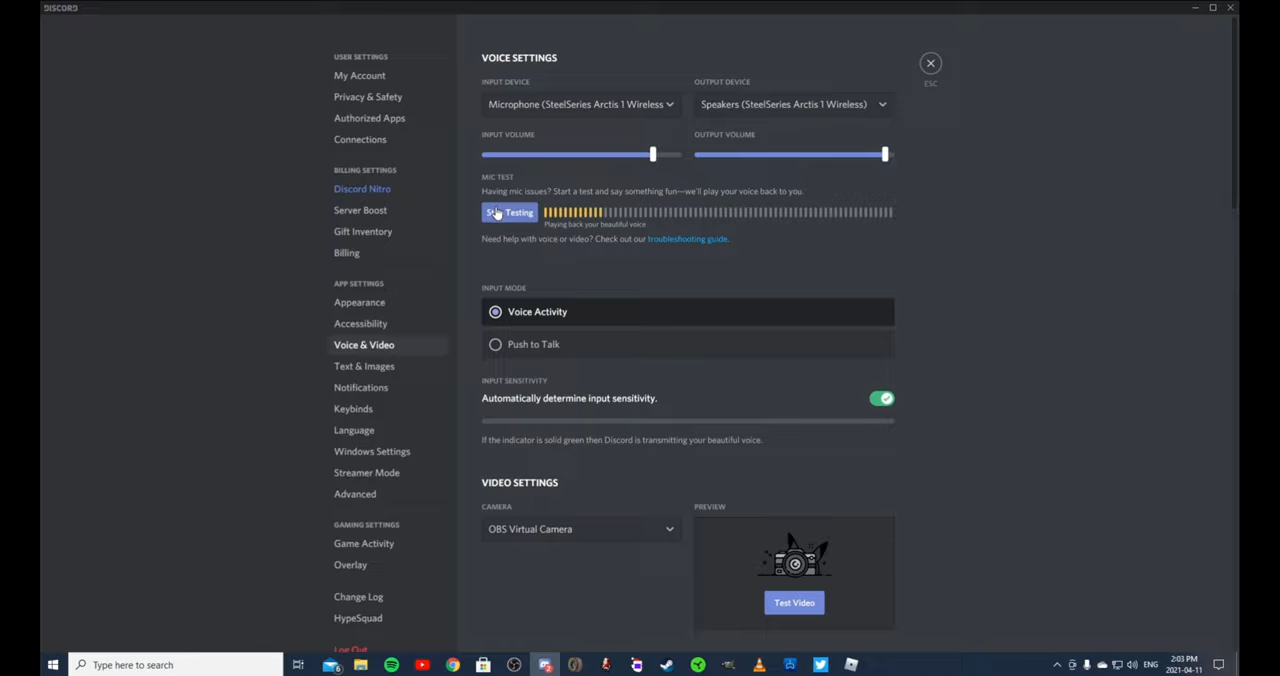 DISCORD
USER SETTINGS
My Account
Privacy & Safety
Authorized Apps
Connections
BILLING SETTINGS
Discord Nitro
Server Boost
Gift Inventory
Billing
APP SETTINGS
Appearance
Accessibility
Voice & Video
Text & Images
Notifications
Keybinds
Language
Windows Settings
Streamer Mode
Advanced
GAMING SETTINGS
Game Activity
Overlay
Change Log
HypeSquad
Log Out
VOICE SETTINGS
INPUT DEVICE
Microphone (SteelSeries Arctis 1 Wireless
OUTPUT DEVICE
Speakers (SteelSeries Arctis 1 Wireless)
INPUT VOLUME
OUTPUT VOLUME
MIC TEST
Having mic issues? Start a test and say something fun—we'll play your voice back to you.
Testing
Playing back your beautiful voice
Need help with voice or video? Check out our troubleshooting guide.
INPUT MODE
Voice Activity
Push to Talk
INPUT SENSITIVITY
Automatically determine input sensitivity.
If the indicator is solid green then Discord is transmitting your beautiful voice.
VIDEO SETTINGS
CAMERA
OBS Virtual Camera
PREVIEW
Test Video
ESC
Type here to search
6
2
ENG
2:03 PM
2021-04-11